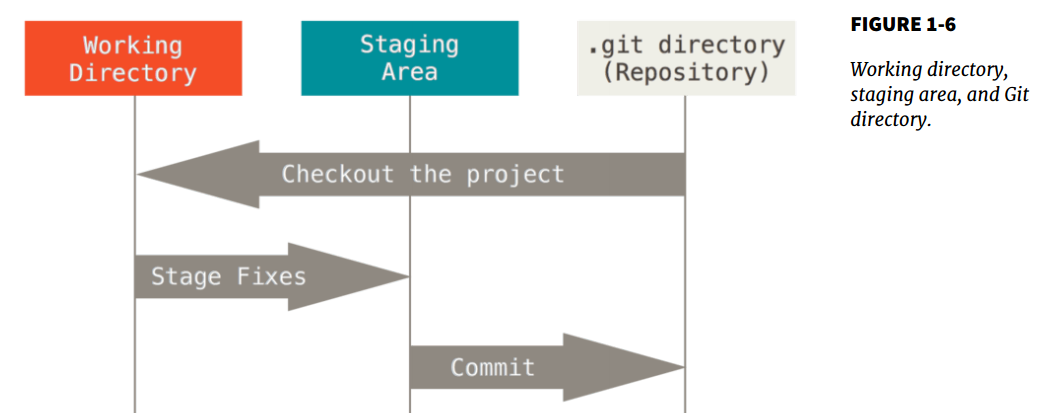 Working
Directory
Staging
Area
.git directory
(Repository)
Checkout the project
Stage Fixes
Commit
FIGURE 1-6
Working directory,
staging area, and Git
directory.